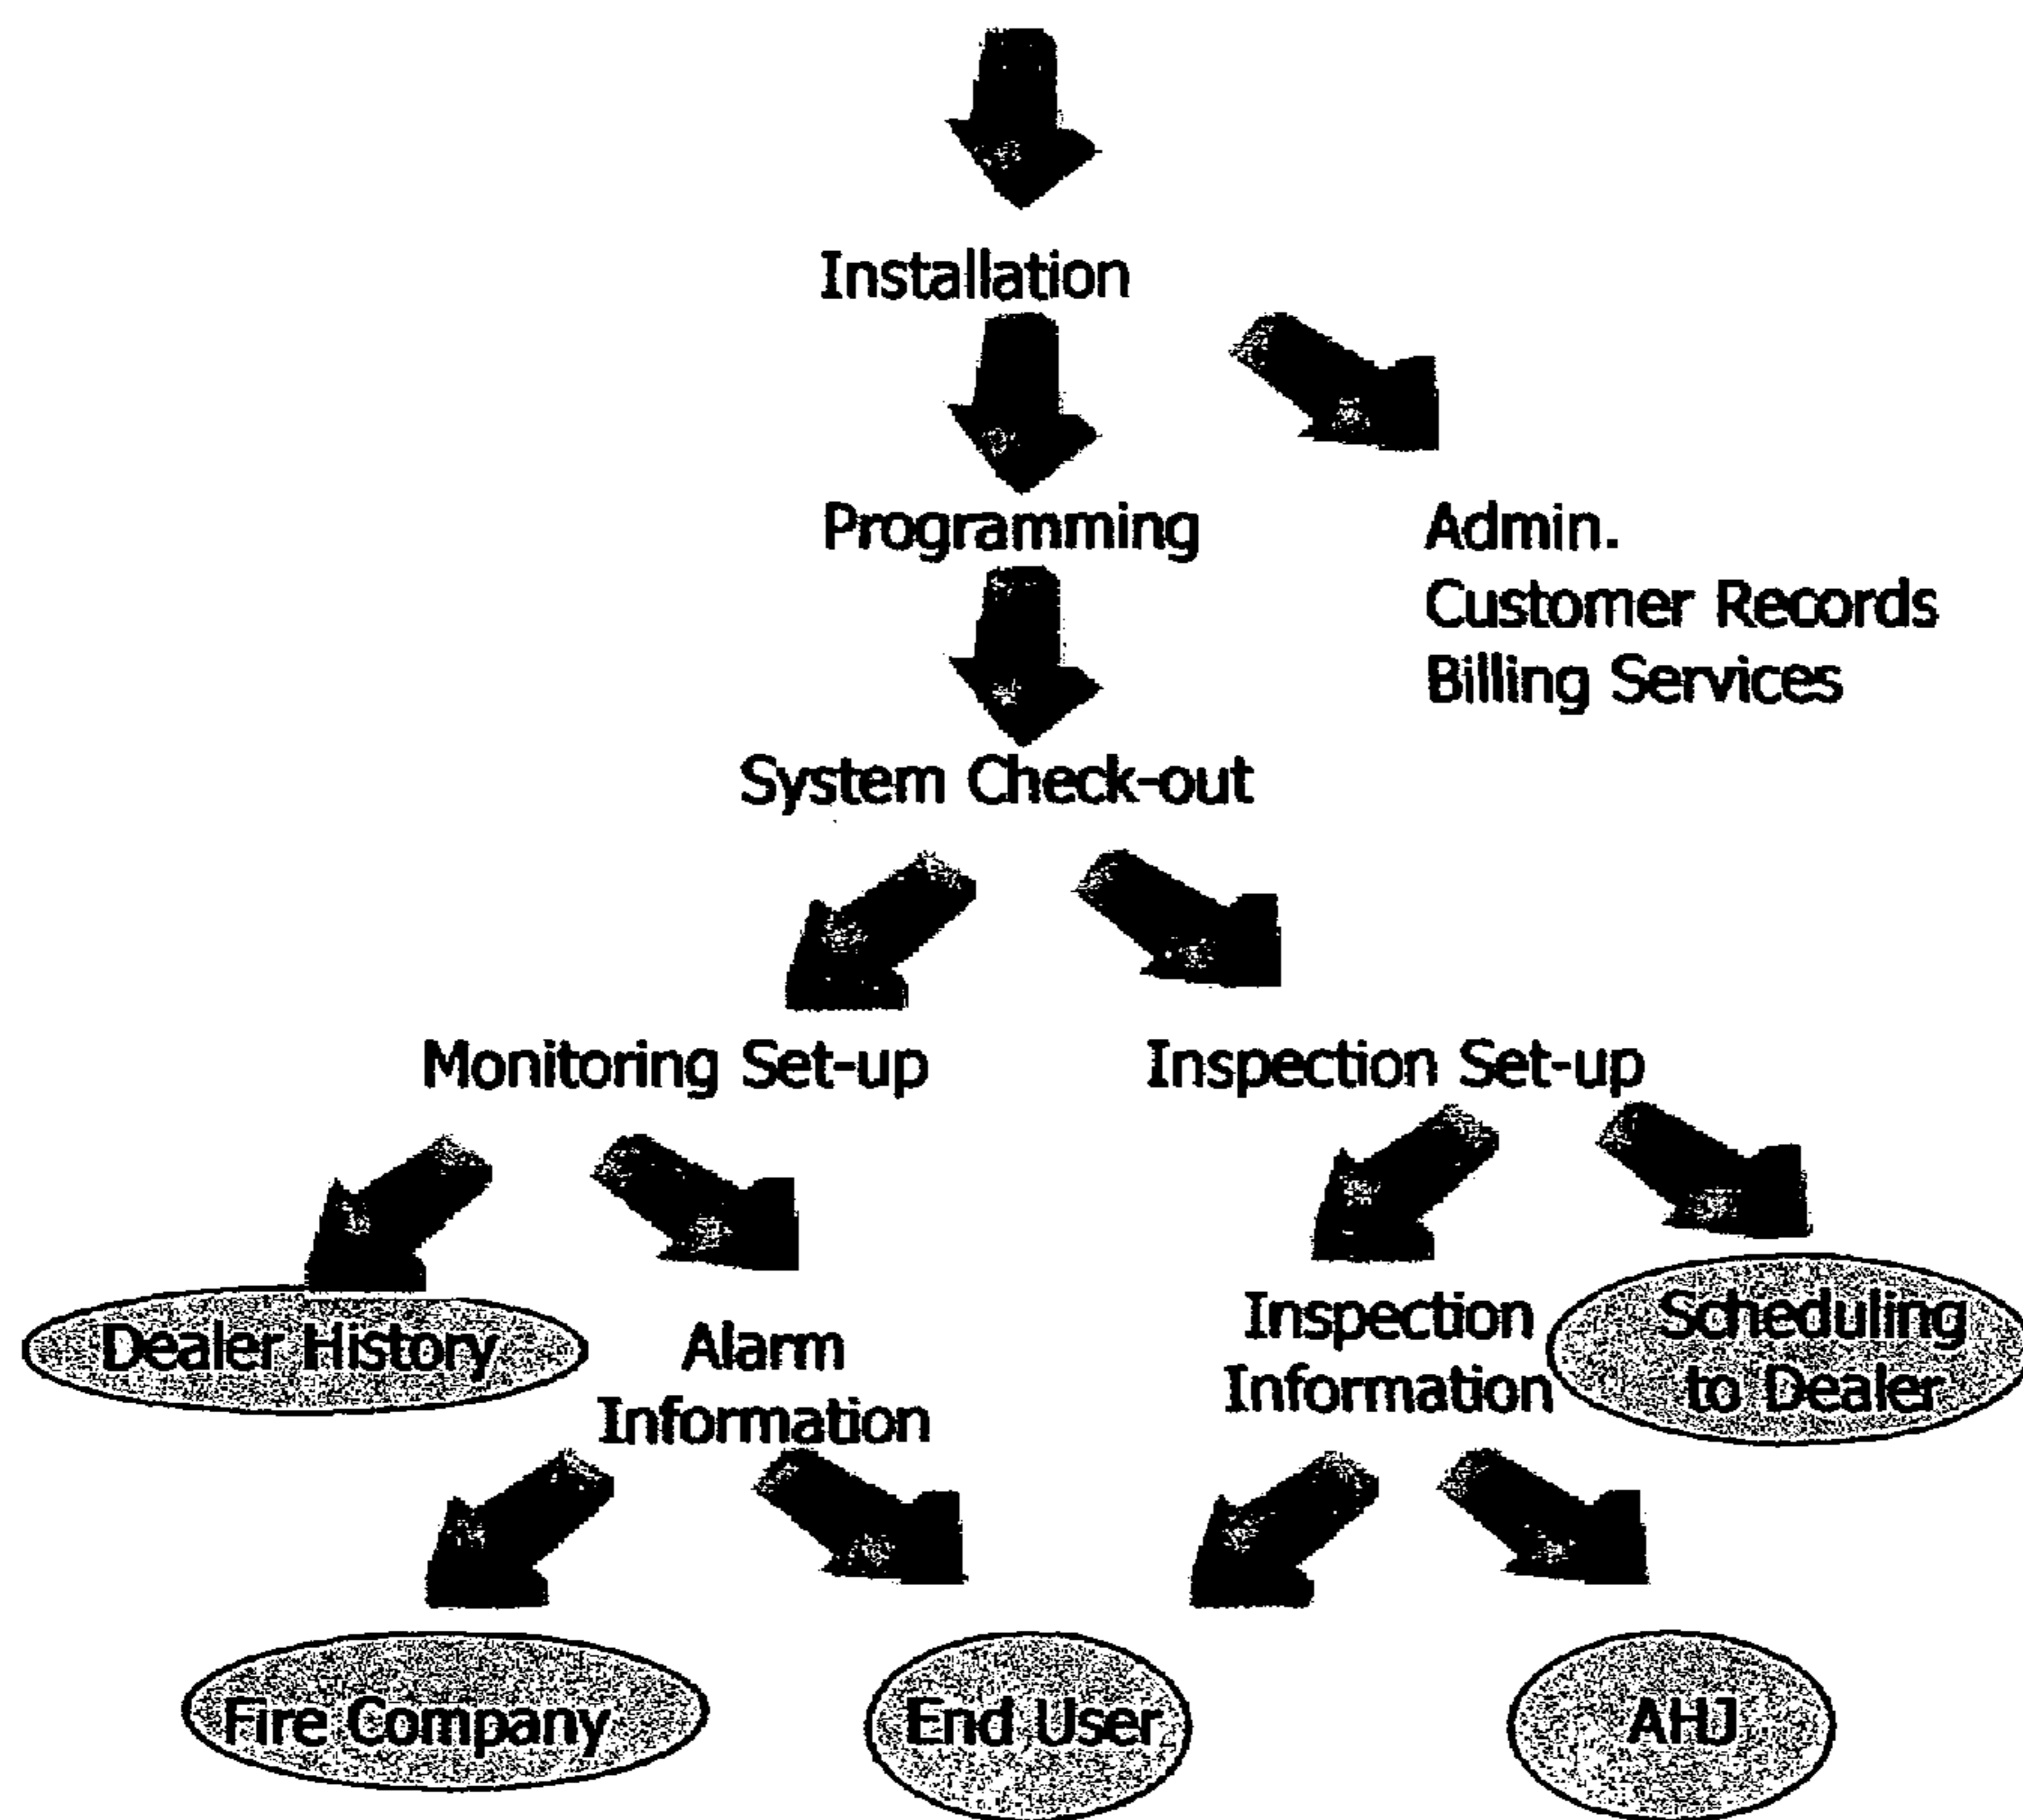 Installation
Programming
Admin.
Customer Records
Billing Services
System Check-out
Monitoring Set-up
Inspection Set-up
Dealer History
Alarm
Information
Inspection
Information
Scheduling
to Dealer
Fire Company
End User
AHJ